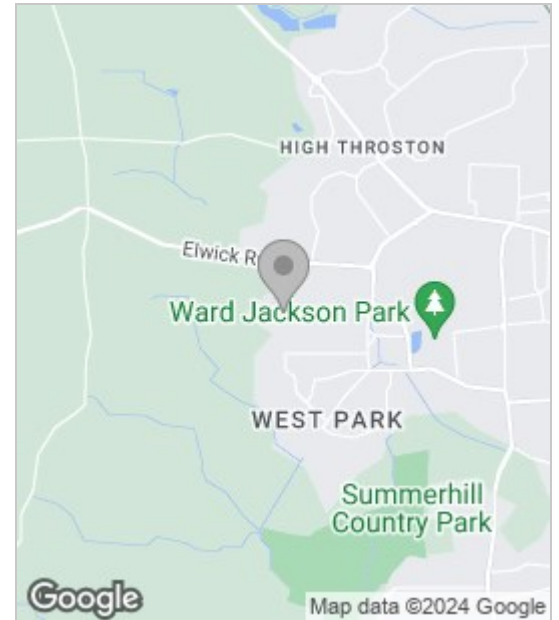 HIGH THROSTON
Elwick R
Ward Jackson Park
WEST PARK
Summerhill
Country Park
Google
Map data ©2024 Google